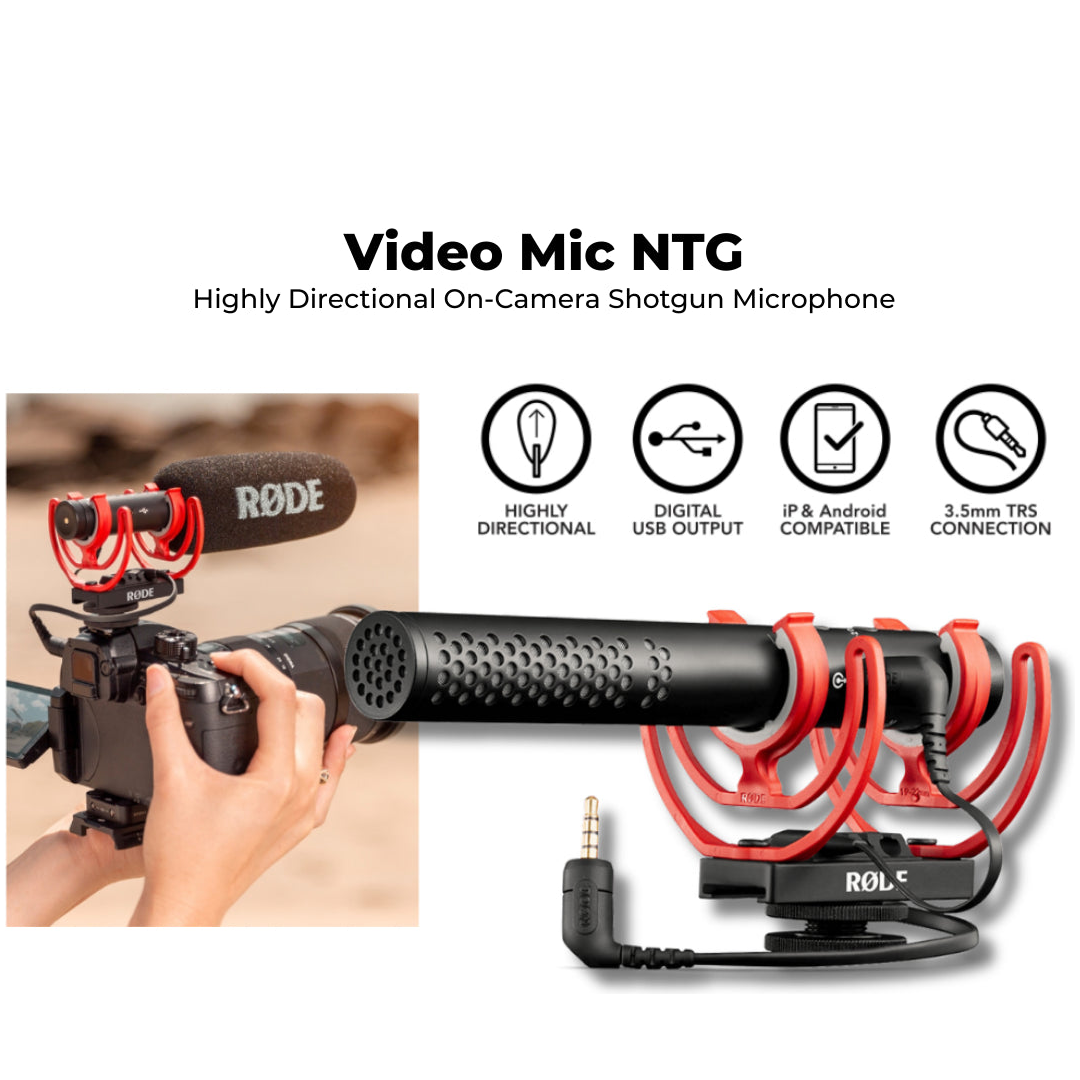 Video Mic NTG
Highly Directional On-Camera Shotgun Microphone
HIGHLY
DIRECTIONAL
DIGITAL
USB OUTPUT
iP & Android
COMPATIBLE
3.5mm TRS
CONNECTION
RØDE
RØDE
RØDE
RØDE